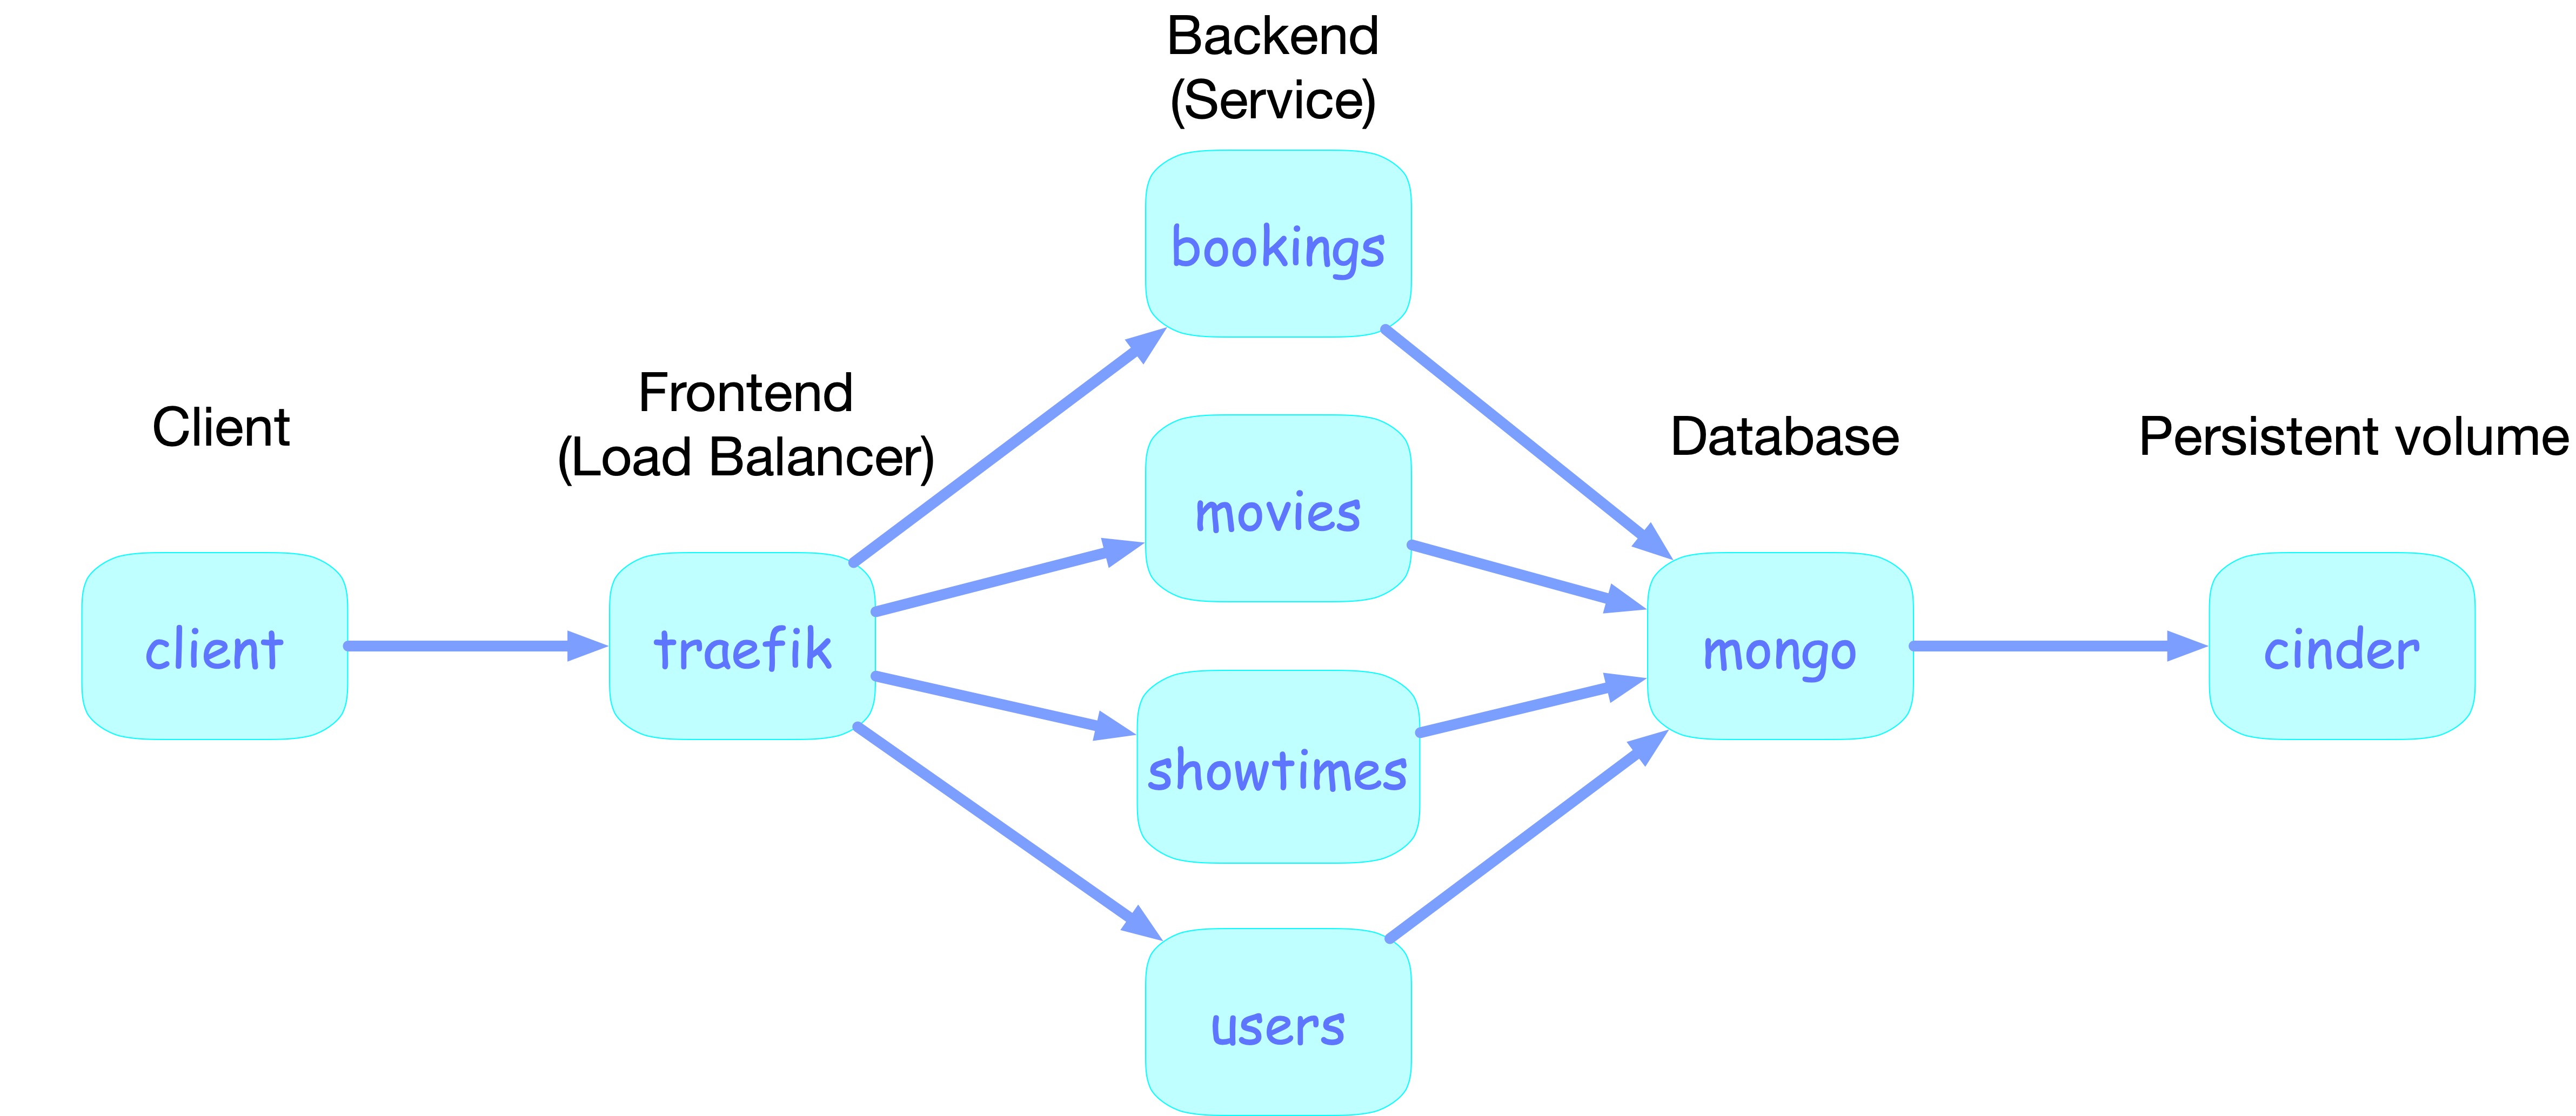 Backend
(Service)
bookings
Client
Frontend
(Load Balancer)
movies
Database
Persistent volume
client
traefik
showtimes
mongo
cinder
users